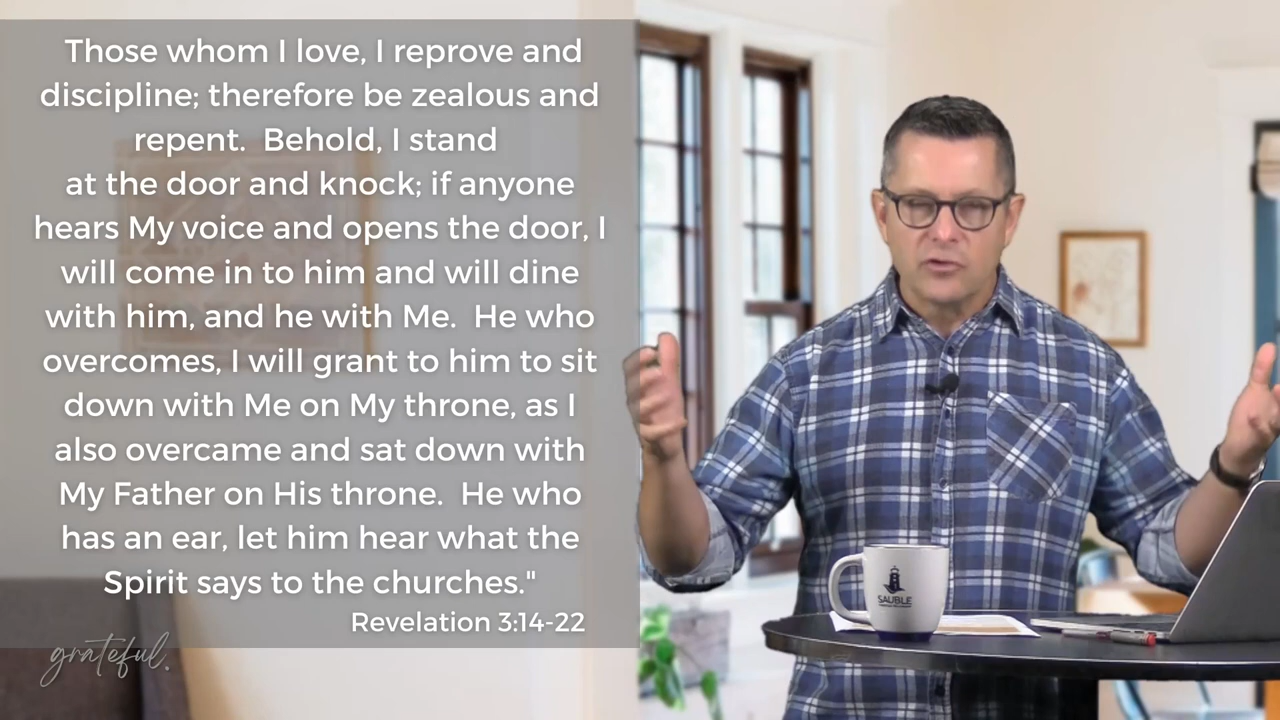 Those whom I love, I reprove and
discipline; therefore be zealous and
repent.  Behold, I stand
at the door and knock; if anyone
hears My voice and opens the door, I
will come in to him and will dine
with him, and he with Me.  He who
overcomes, I will grant to him to sit
down with Me on My throne, as I
also overcame and sat down with
My Father on His throne.  He who
has an ear, let him hear what the
Spirit says to the churches."
Revelation 3:14-22
grateful.
SAUBLE